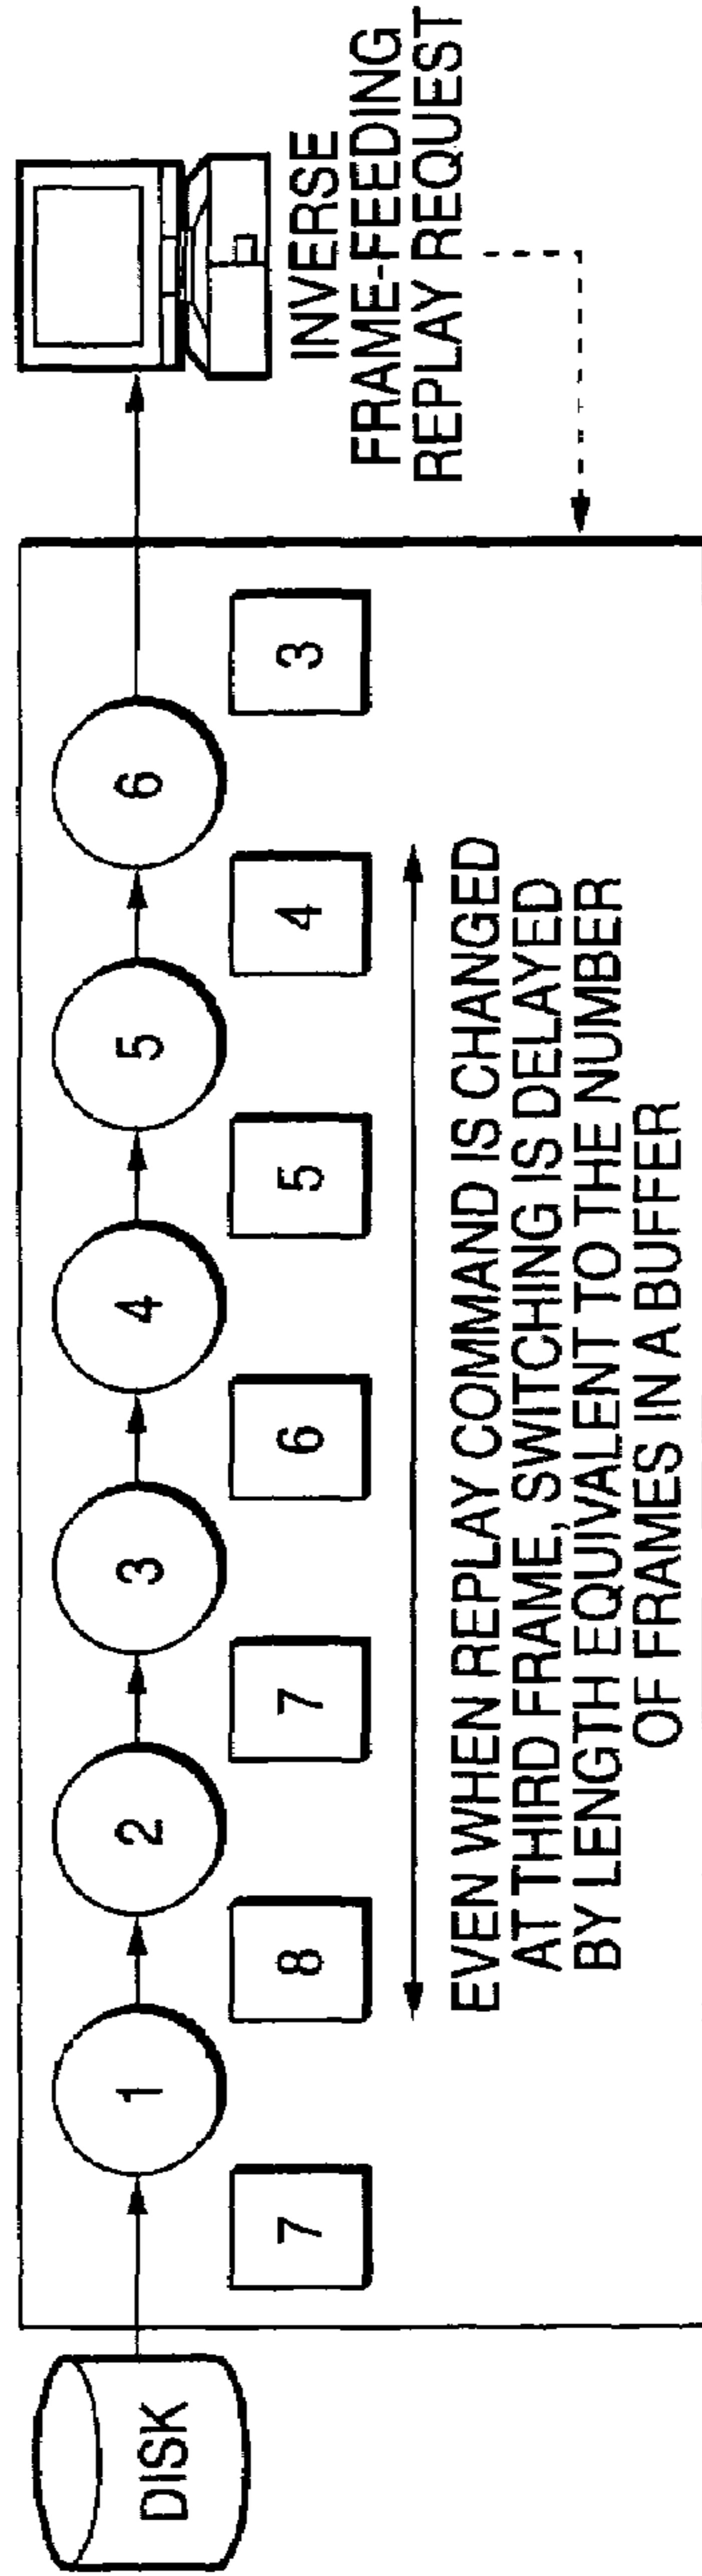 DISK
1
2
3
4
5
6
7
8
7
6
5
4
3
EVEN WHEN REPLAY COMMAND IS CHANGED
AT THIRD FRAME, SWITCHING IS DELAYED
BY LENGTH EQUIVALENT TO THE NUMBER
OF FRAMES IN A BUFFER
INVERSE
FRAME-FEEDING
REPLAY REQUEST